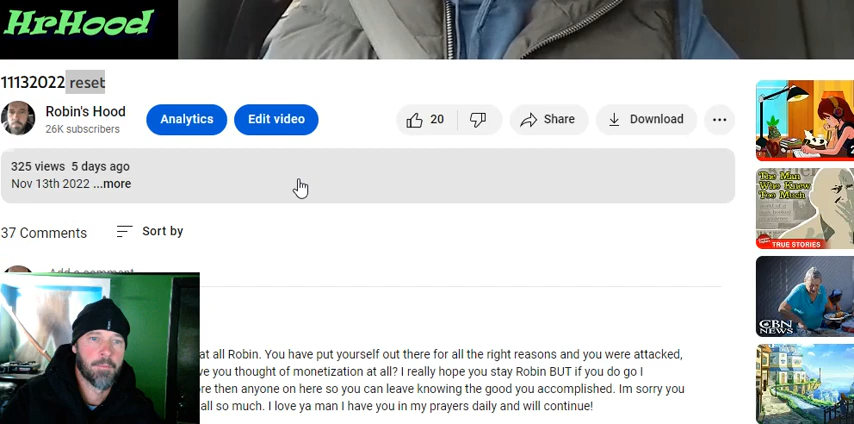 HrHood
11132022 reset
Robin's Hood
26K subscribers
Analytics
Edit video
20
Share
Download
325 views 5 days ago
Nov 13th 2022 ...more
37 Comments
Sort by
Add a comment
at all Robin. You have put yourself out there for all the right reasons and you were attacked,
ve you thought of monetization at all? I really hope you stay Robin BUT if you do go I
re then anyone on here so you can leave knowing the good you accomplished. Im sorry you
all so much. I love ya man I have you in my prayers daily and will continue!
The Man
Who Knew
Too Much
TRUE STORIES
CBN
NEWS